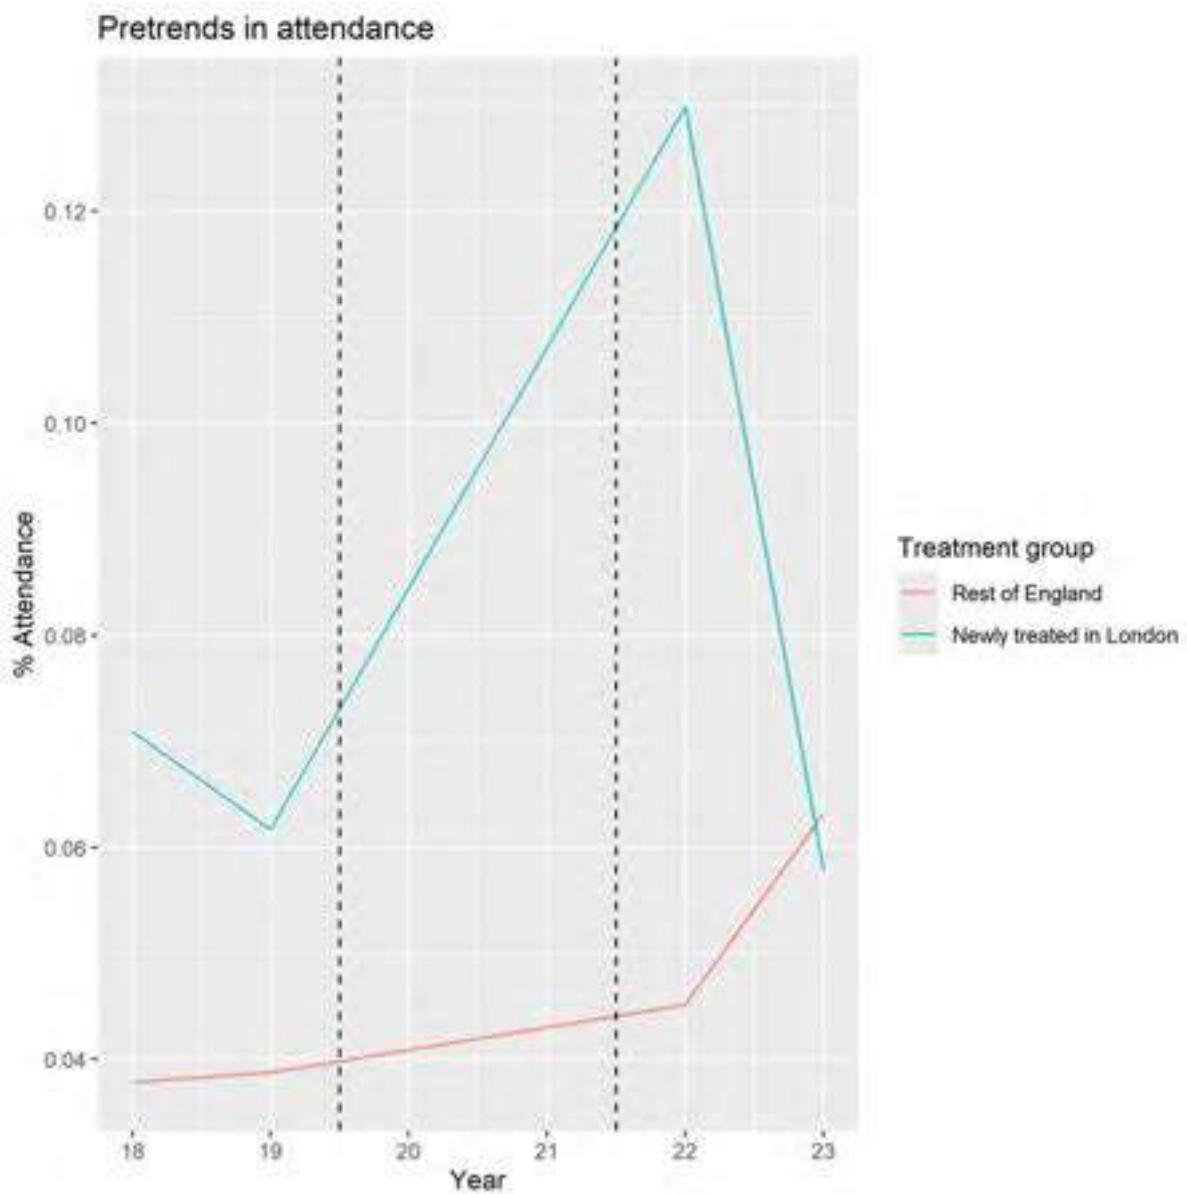 Pretrends in attendance
0.12
0.10
0.08
0.06
0.04
% Attendance
18 19 20 21 22 23
Year
Treatment group
Rest of England
Newly treated in London